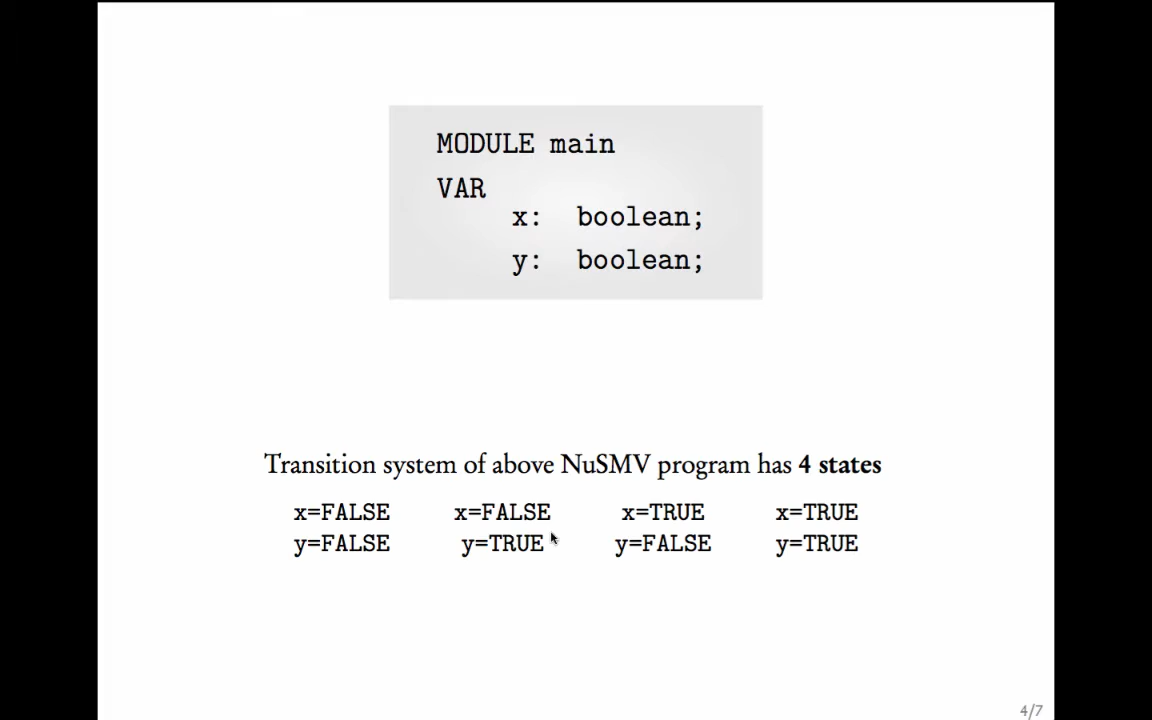 MODULE main
VAR
x: boolean;
y: boolean;
Transition system of above NuSMV program has 4 states
x=FALSE x=FALSE x=TRUE x=TRUE
y=FALSE y=TRUE y=FALSE y=TRUE
4/7